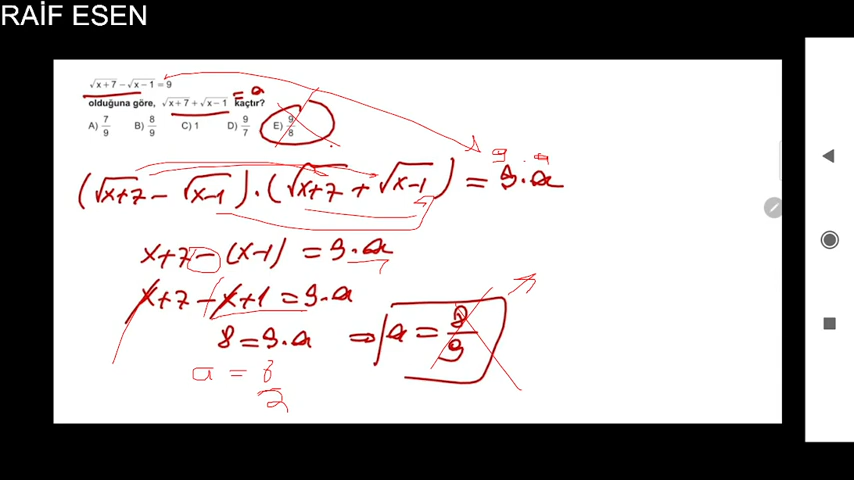 RAİF ESEN
√x+7 − √x−1 = 9
olduğuna göre, √x+7 + √x−1 = a kaçtır?
A) 7/9 B) 8/9 C) 1 D) 9/7 E) 9/8
9 a
(√x+7 − √x−1) · (√x+7 + √x−1) = 9·a
x+7 − (x−1) = 9·a
x+7 − x+1 = 9·a
8 = 9·a ⇒ a = 8/9
a =